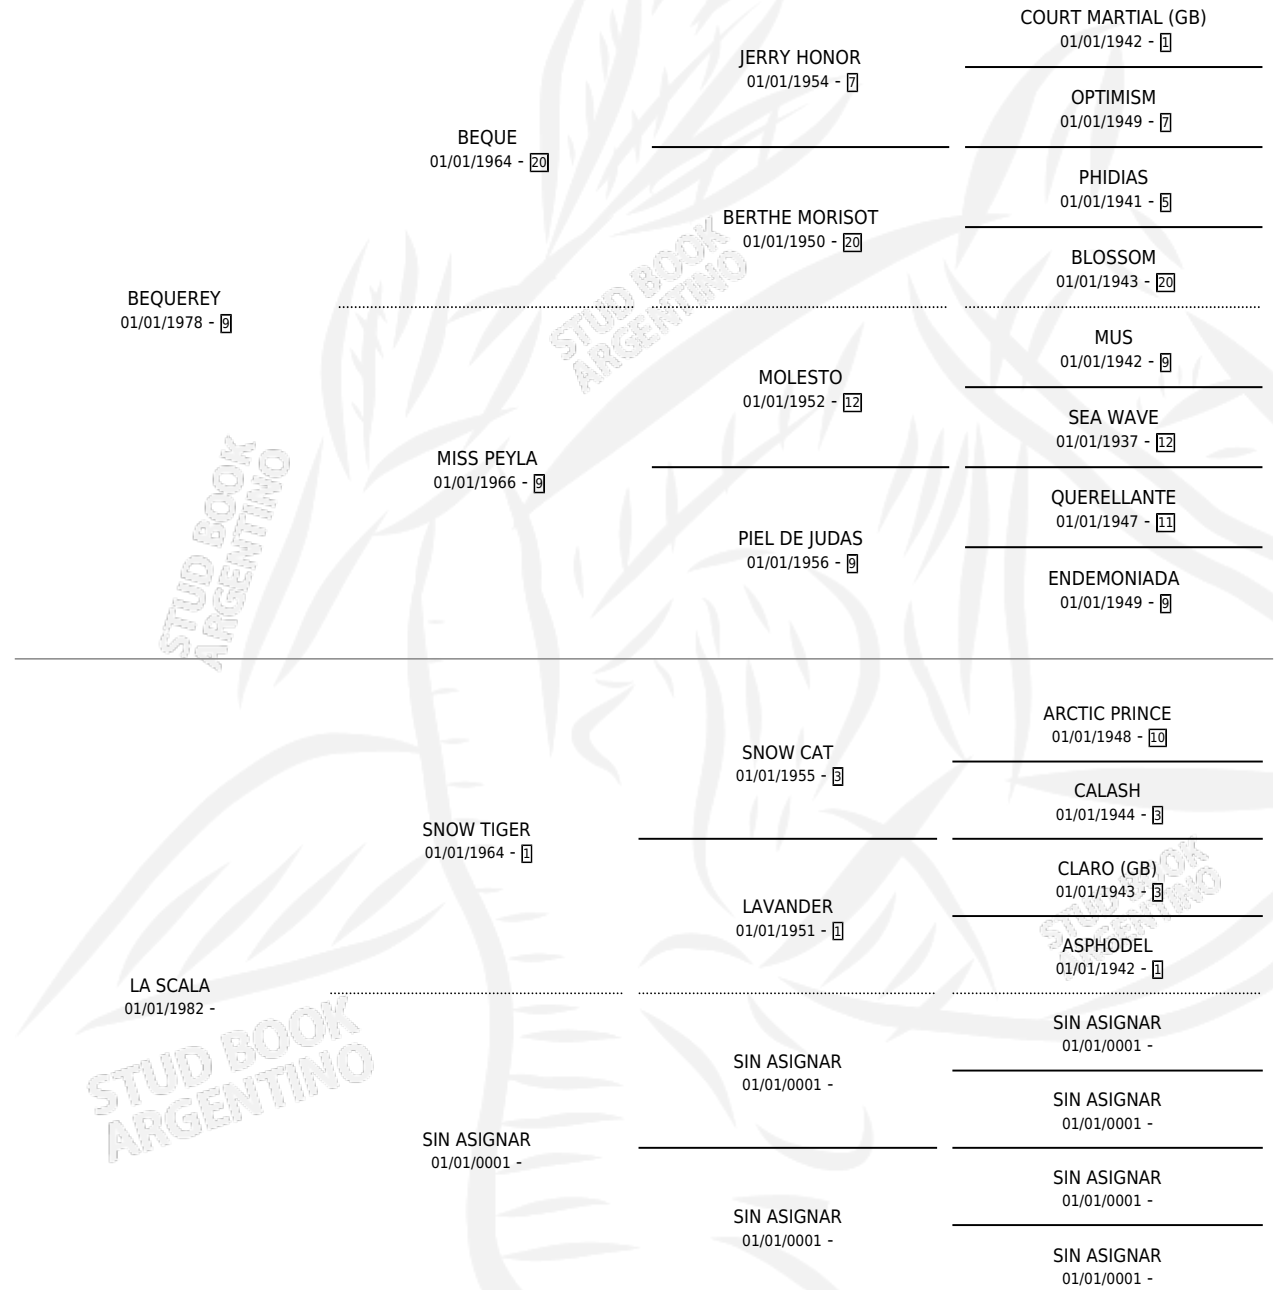 COURT MARTIAL (GB)
01/01/1942 - 1
JERRY HONOR
01/01/1954 - 7
OPTIMISM
01/01/1949 - 7
BEQUE
01/01/1964 - 20
PHIDIAS
01/01/1941 - 5
BERTHE MORISOT
01/01/1950 - 20
BLOSSOM
01/01/1943 - 20
BEQUEREY
01/01/1978 - 9
MUS
01/01/1942 - 9
MOLESTO
01/01/1952 - 12
SEA WAVE
01/01/1937 - 12
MISS PEYLA
01/01/1966 - 9
QUERELLANTE
01/01/1947 - 11
PIEL DE JUDAS
01/01/1956 - 9
ENDEMONIADA
01/01/1949 - 9
STUD BOOK
ARGENTINO
STUD BOOK
ARGENTINO
ARCTIC PRINCE
01/01/1948 - 10
SNOW CAT
01/01/1955 - 3
CALASH
01/01/1944 - 3
SNOW TIGER
01/01/1964 - 1
CLARO (GB)
01/01/1943 - 3
LAVANDER
01/01/1951 - 1
ASPHODEL
01/01/1942 - 1
STUD BOOK
ARGENTINO
LA SCALA
01/01/1982 -
SIN ASIGNAR
01/01/0001 -
SIN ASIGNAR
01/01/0001 -
SIN ASIGNAR
01/01/0001 -
SIN ASIGNAR
01/01/0001 -
SIN ASIGNAR
01/01/0001 -
SIN ASIGNAR
01/01/0001 -
SIN ASIGNAR
01/01/0001 -
STUD BOOK
ARGENTINO